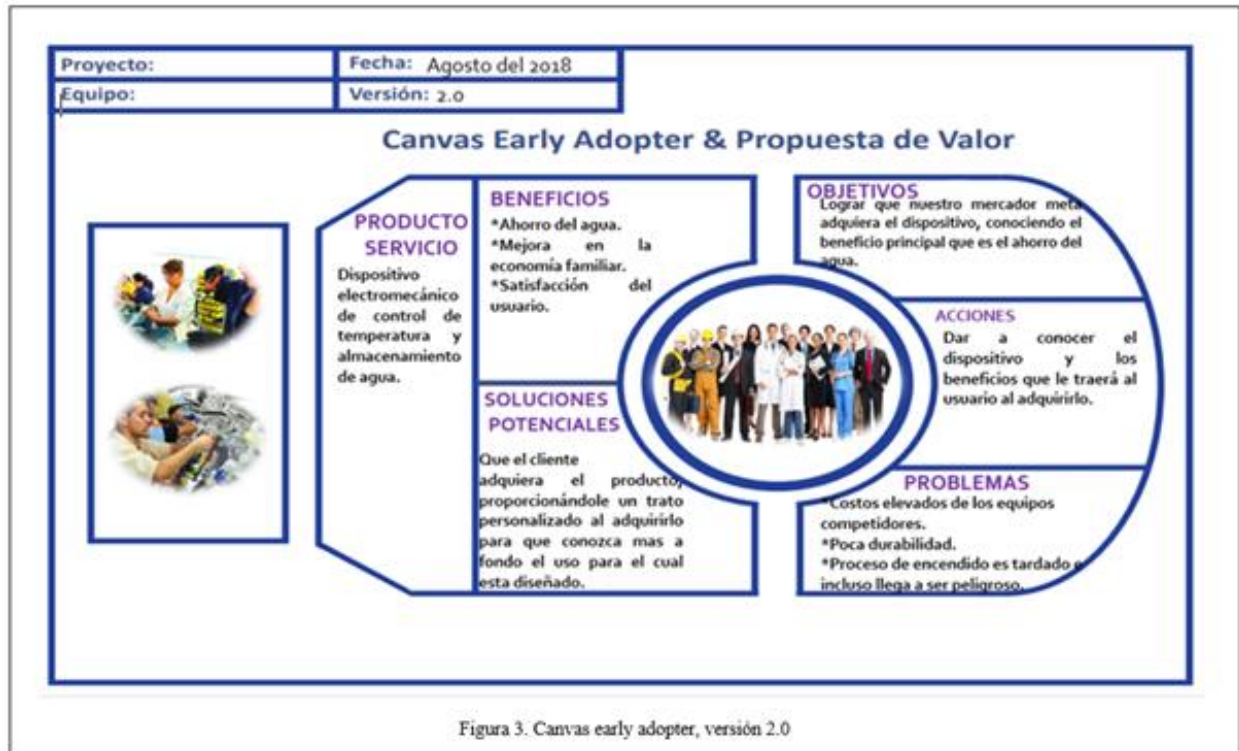 Proyecto:
Fecha: Agosto del 2018
Equipo:
Versión: 2.0
Canvas Early Adopter & Propuesta de Valor
PRODUCTO
SERVICIO
Dispositivo
electromecánico
de control de
temperatura y
almacenamiento
de agua.
BENEFICIOS
*Ahorro del agua.
*Mejora en la
economía familiar.
*Satisfacción del
usuario.
SOLUCIONES
POTENCIALES
Que el cliente
adquiera el producto,
proporcionándole un trato
personalizado al adquirirlo
para que conozca mas a
fondo el uso para el cual
esta diseñado.
OBJETIVOS
Lograr que nuestro mercador meta
adquiera el dispositivo, conociendo el
beneficio principal que es el ahorro del
agua.
ACCIONES
Dar a conocer el
dispositivo y los
beneficios que le traerá al
usuario al adquirirlo.
PROBLEMAS
*Costos elevados de los equipos
competidores.
*Poca durabilidad.
*Proceso de encendido es tardado e
incluso llega a ser peligroso.
Figura 3. Canvas early adopter, versión 2.0